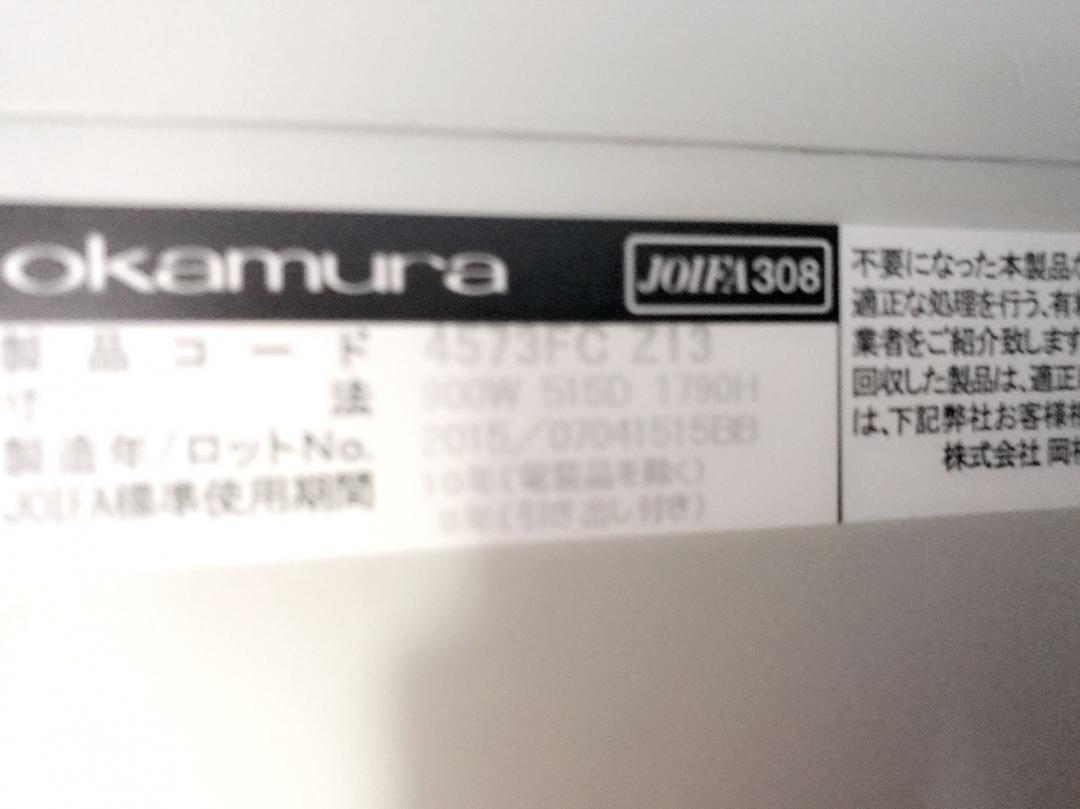 okamura
JOIFA308
製品コード 4573FC Z13
寸法 900W 515D 1790H
製造年/ロットNo. 2015/07041515BB
JOIFA標準使用期間 10年(電装品を除く)
8年(引き出し付き)
不要になった本製品
適正な処理を行う、有
業者をご紹介致します
回収した製品は、適正
は、下記弊社お客様
株式会社 岡